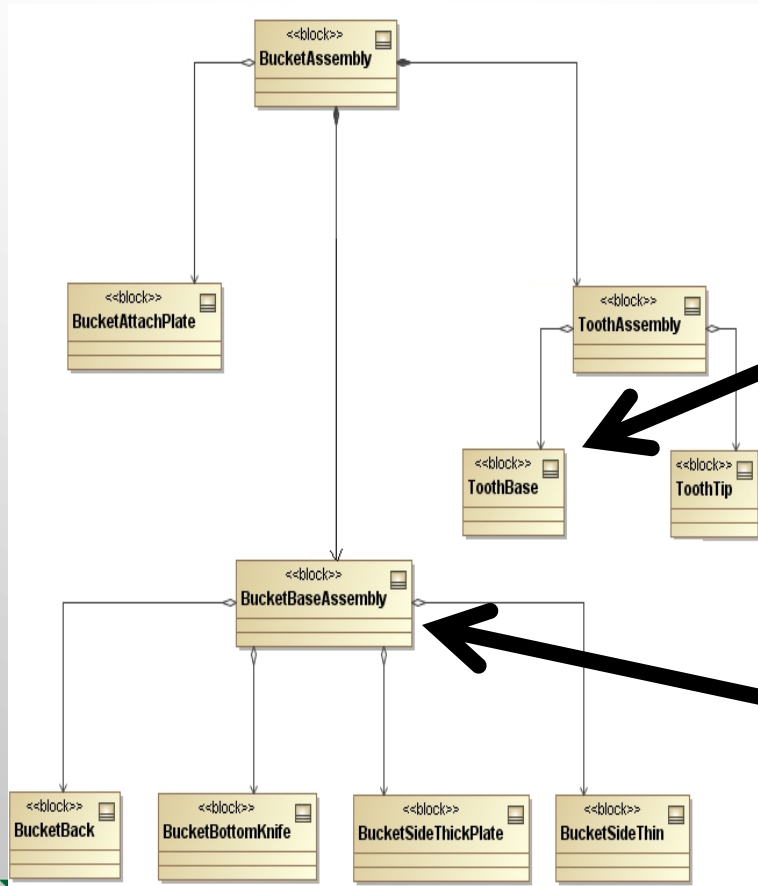 <<block>>
BucketAssembly
<<block>>
BucketAttachPlate
<<block>>
ToothAssembly
<<block>>
ToothBase
<<block>>
ToothTip
<<block>>
BucketBaseAssembly
<<block>>
BucketBack
<<block>>
BucketBottomKnife
<<block>>
BucketSideThickPlate
<<block>>
BucketSideThin